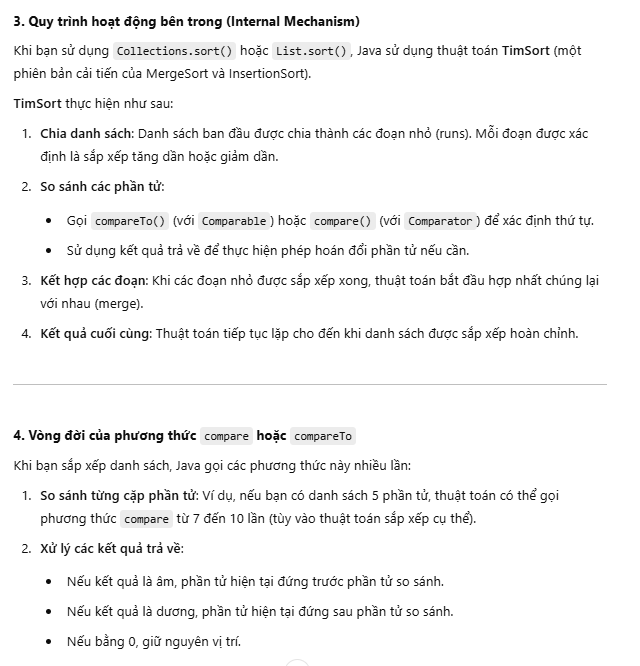 3. Quy trình hoạt động bên trong (Internal Mechanism)
Khi bạn sử dụng Collections.sort() hoặc List.sort(), Java sử dụng thuật toán TimSort (một
phiên bản cải tiến của MergeSort và InsertionSort).
TimSort thực hiện như sau:
1. Chia danh sách: Danh sách ban đầu được chia thành các đoạn nhỏ (runs). Mỗi đoạn được xác
định là sắp xếp tăng dần hoặc giảm dần.
2. So sánh các phần tử:
• Gọi compareTo() (với Comparable) hoặc compare() (với Comparator) để xác định thứ tự.
• Sử dụng kết quả trả về để thực hiện phép hoán đổi phần tử nếu cần.
3. Kết hợp các đoạn: Khi các đoạn nhỏ được sắp xếp xong, thuật toán bắt đầu hợp nhất chúng lại
với nhau (merge).
4. Kết quả cuối cùng: Thuật toán tiếp tục lặp cho đến khi danh sách được sắp xếp hoàn chỉnh.
4. Vòng đời của phương thức compare hoặc compareTo
Khi bạn sắp xếp danh sách, Java gọi các phương thức này nhiều lần:
1. So sánh từng cặp phần tử: Ví dụ, nếu bạn có danh sách 5 phần tử, thuật toán có thể gọi
phương thức compare từ 7 đến 10 lần (tùy vào thuật toán sắp xếp cụ thể).
2. Xử lý các kết quả trả về:
• Nếu kết quả là âm, phần tử hiện tại đứng trước phần tử so sánh.
• Nếu kết quả là dương, phần tử hiện tại đứng sau phần tử so sánh.
• Nếu bằng 0, giữ nguyên vị trí.